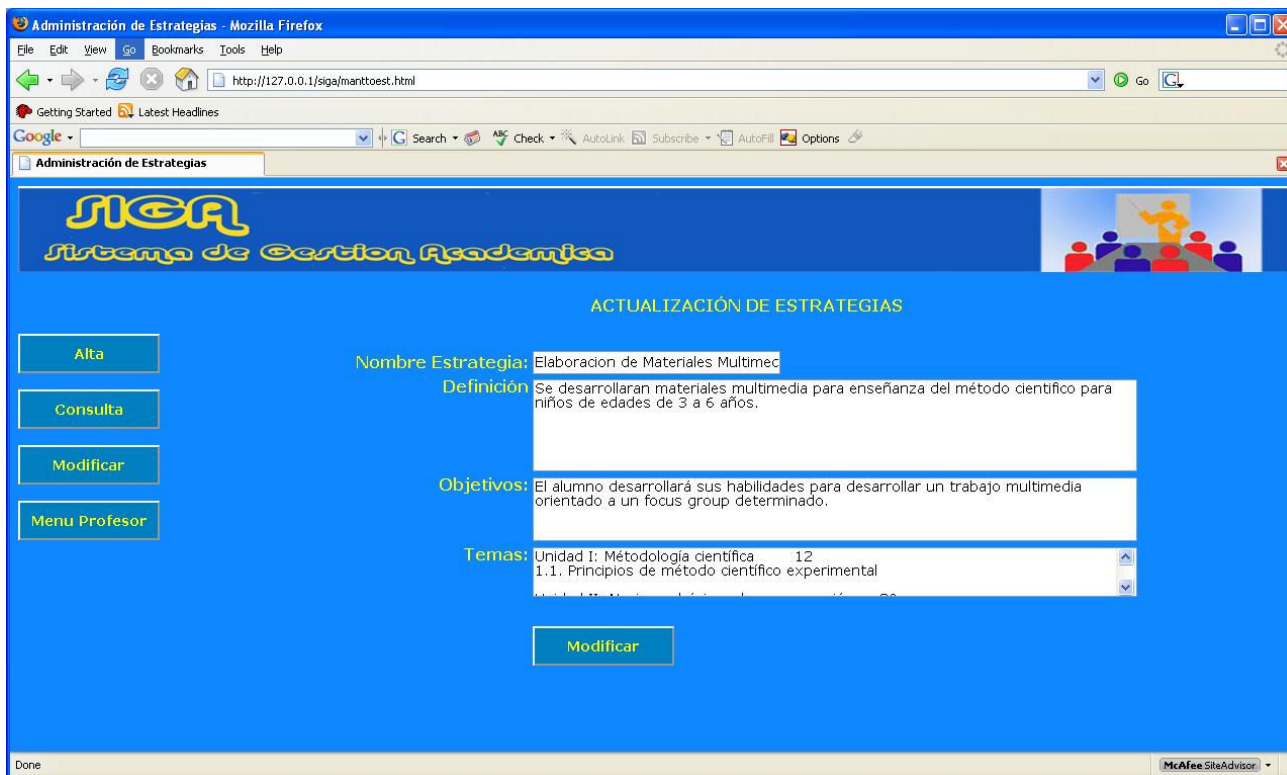 Administración de Estrategias - Mozilla Firefox
File Edit View Go Bookmarks Tools Help
http://127.0.0.1/siga/manttoest.html Go G
Getting Started Latest Headlines
Google G Search ABC Check AutoLink Subscribe AutoFill Options
Administración de Estrategias
SIGA
Sistema de Gestion Academica
ACTUALIZACIÓN DE ESTRATEGIAS
Alta
Consulta
Modificar
Menu Profesor
Nombre Estrategia: Elaboracion de Materiales Multimec
Definición Se desarrollaran materiales multimedia para enseñanza del método cientifico para
niños de edades de 3 a 6 años.
Objetivos: El alumno desarrollará sus habilidades para desarrollar un trabajo multimedia
orientado a un focus group determinado.
Temas: Unidad I: Métodología científica 12
1.1. Principios de método científico experimental
Modificar
Done McAfee SiteAdvisor